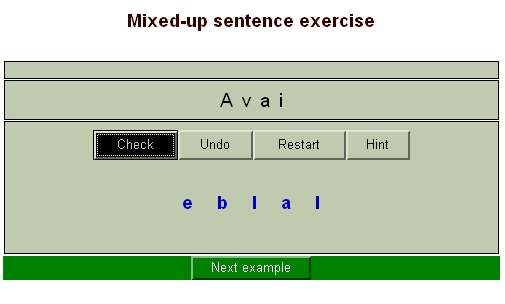 Mixed-up sentence exercise
A v a i
Check Undo Restart Hint
e b l a l
Next example